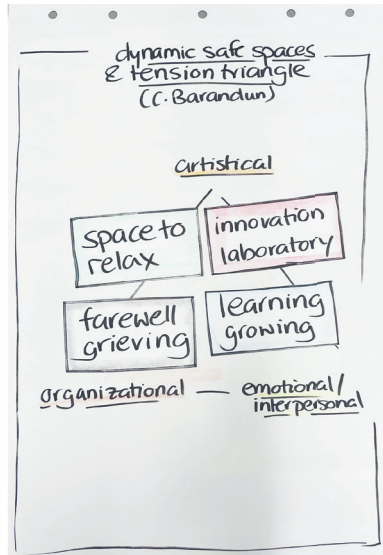 dynamic safe spaces
& tension triangle
(C. Barandun)
artistical
space to
relax
innovation
laboratory
farewell
grieving
learning
growing
organizational — emotional/
interpersonal